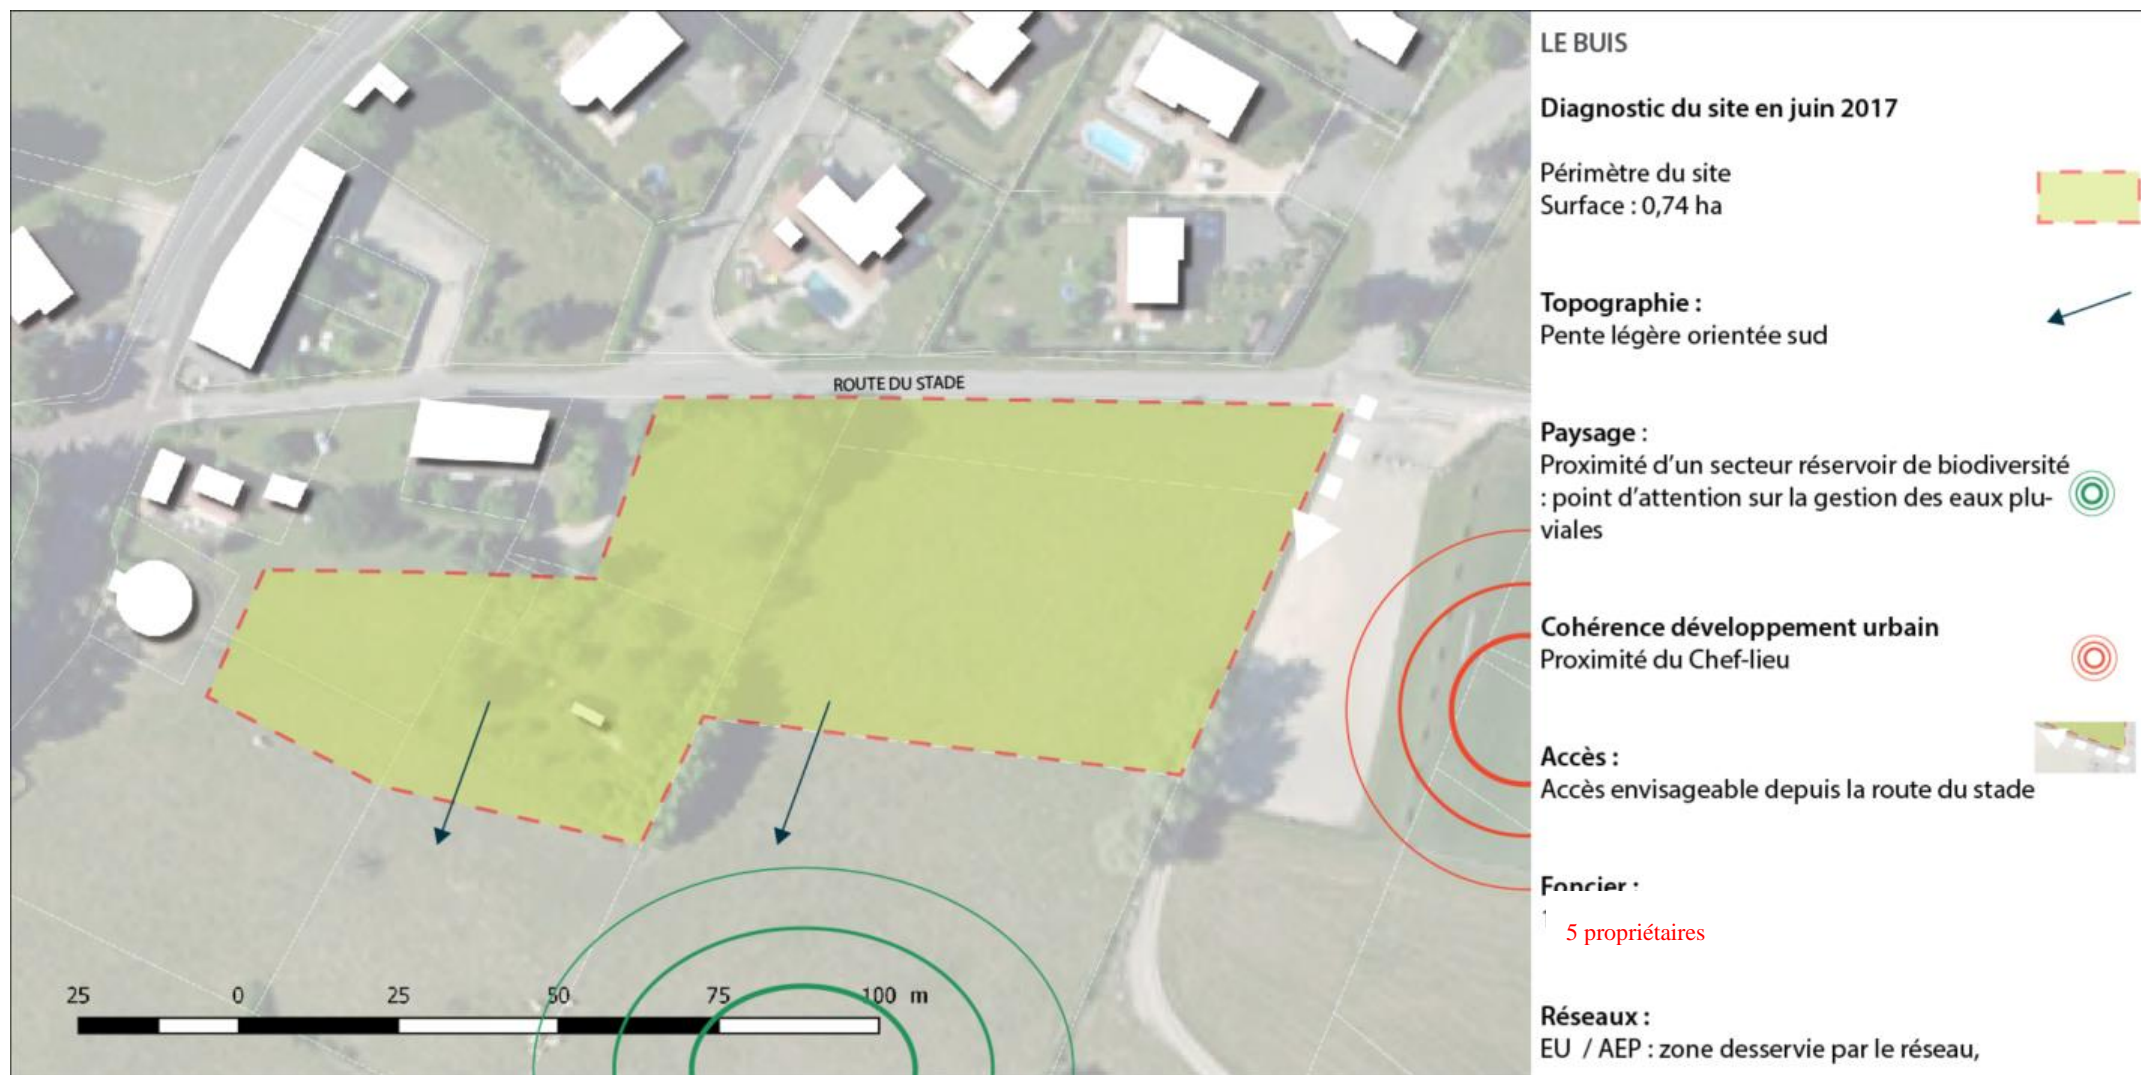 LE BUIS
Diagnostic du site en juin 2017
Périmètre du site
Surface : 0,74 ha
Topographie :
Pente légère orientée sud
Paysage :
Proximité d'un secteur réservoir de biodiversité
: point d'attention sur la gestion des eaux plu-
viales
Cohérence développement urbain
Proximité du Chef-lieu
Accès :
Accès envisageable depuis la route du stade
Foncier :
5 propriétaires
Réseaux :
EU / AEP : zone desservie par le réseau,
ROUTE DU STADE
25 0 25 50 75 100 m